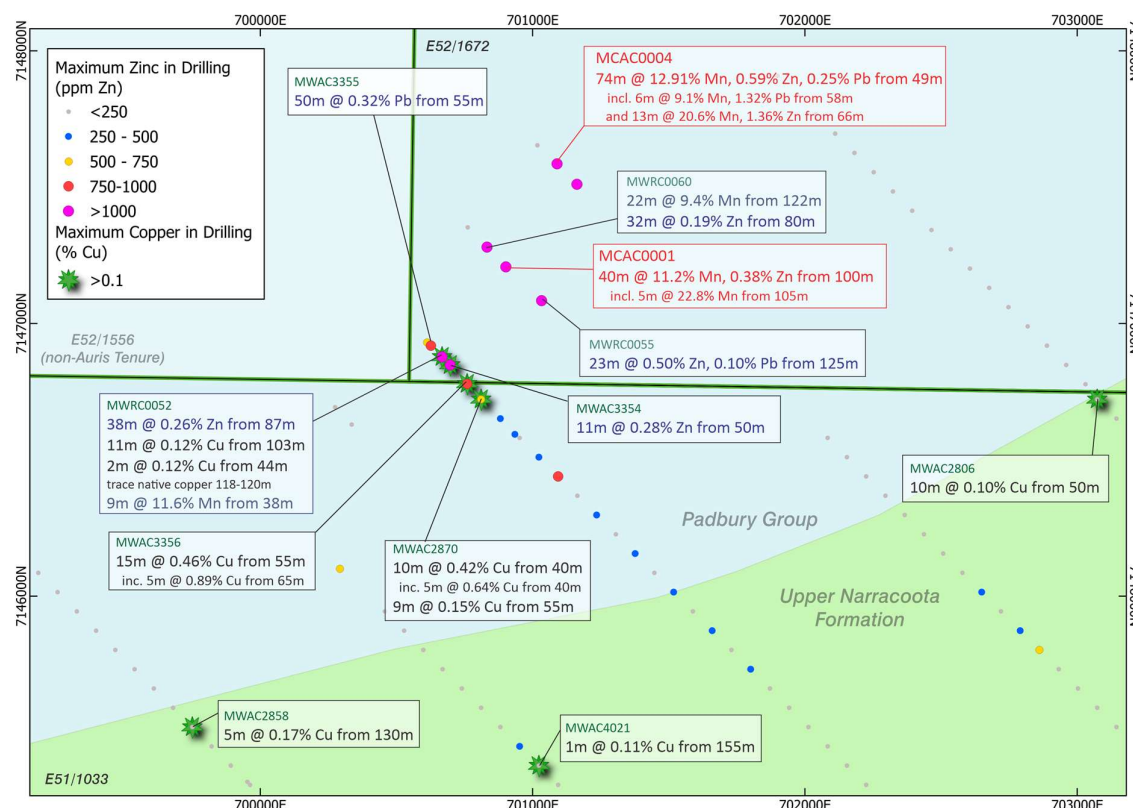 700000E
701000E
702000E
703000E
7148000N
7147000N
7146000N
Maximum Zinc in Drilling
(ppm Zn)
<250
250 - 500
500 - 750
750-1000
>1000
Maximum Copper in Drilling
(% Cu)
>0.1
E52/1672
MWAC3355
50m @ 0.32% Pb from 55m
MCAC0004
74m @ 12.91% Mn, 0.59% Zn, 0.25% Pb from 49m
incl. 6m @ 9.1% Mn, 1.32% Pb from 58m
and 13m @ 20.6% Mn, 1.36% Zn from 66m
MWRC0060
22m @ 9.4% Mn from 122m
32m @ 0.19% Zn from 80m
MCAC0001
40m @ 11.2% Mn, 0.38% Zn from 100m
incl. 5m @ 22.8% Mn from 105m
E52/1556
(non-Auris Tenure)
MWRC0055
23m @ 0.50% Zn, 0.10% Pb from 125m
MWRC0052
38m @ 0.26% Zn from 87m
11m @ 0.12% Cu from 103m
2m @ 0.12% Cu from 44m
trace native copper 118-120m
9m @ 11.6% Mn from 38m
MWAC3354
11m @ 0.28% Zn from 50m
MWAC2806
10m @ 0.10% Cu from 50m
Padbury Group
MWAC3356
15m @ 0.46% Cu from 55m
inc. 5m @ 0.89% Cu from 65m
MWAC2870
10m @ 0.42% Cu from 40m
inc. 5m @ 0.64% Cu from 40m
9m @ 0.15% Cu from 55m
Upper Narracoota
Formation
MWAC2858
5m @ 0.17% Cu from 130m
MWAC4021
1m @ 0.11% Cu from 155m
E51/1033
700000E
701000E
702000E
703000E